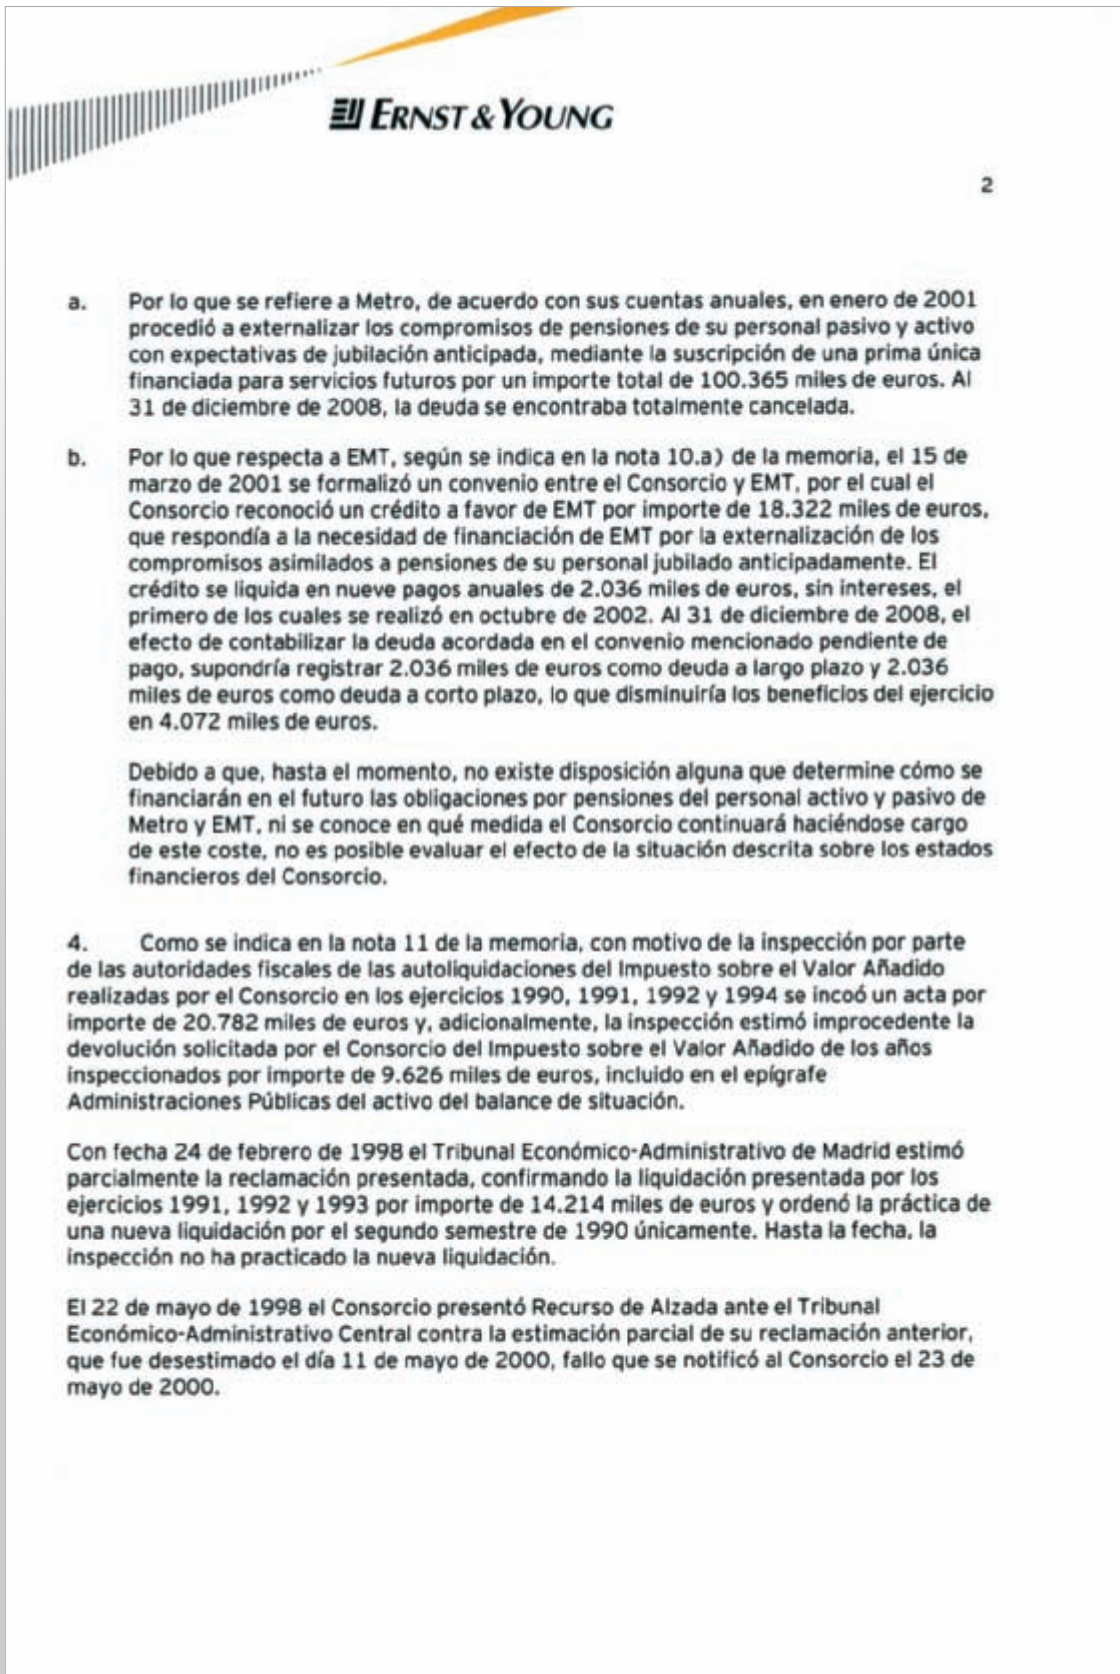 ERNST & YOUNG
2
a. Por lo que se refiere a Metro, de acuerdo con sus cuentas anuales, en enero de 2001
procedió a externalizar los compromisos de pensiones de su personal pasivo y activo
con expectativas de jubilación anticipada, mediante la suscripción de una prima única
financiada para servicios futuros por un importe total de 100.365 miles de euros. Al
31 de diciembre de 2008, la deuda se encontraba totalmente cancelada.
b. Por lo que respecta a EMT, según se indica en la nota 10.a) de la memoria, el 15 de
marzo de 2001 se formalizó un convenio entre el Consorcio y EMT, por el cual el
Consorcio reconoció un crédito a favor de EMT por importe de 18.322 miles de euros,
que respondía a la necesidad de financiación de EMT por la externalización de los
compromisos asimilados a pensiones de su personal jubilado anticipadamente. El
crédito se liquida en nueve pagos anuales de 2.036 miles de euros, sin intereses, el
primero de los cuales se realizó en octubre de 2002. Al 31 de diciembre de 2008, el
efecto de contabilizar la deuda acordada en el convenio mencionado pendiente de
pago, supondría registrar 2.036 miles de euros como deuda a largo plazo y 2.036
miles de euros como deuda a corto plazo, lo que disminuiría los beneficios del ejercicio
en 4.072 miles de euros.
Debido a que, hasta el momento, no existe disposición alguna que determine cómo se
financiarán en el futuro las obligaciones por pensiones del personal activo y pasivo de
Metro y EMT, ni se conoce en qué medida el Consorcio continuará haciéndose cargo
de este coste, no es posible evaluar el efecto de la situación descrita sobre los estados
financieros del Consorcio.
4. Como se indica en la nota 11 de la memoria, con motivo de la inspección por parte
de las autoridades fiscales de las autoliquidaciones del Impuesto sobre el Valor Añadido
realizadas por el Consorcio en los ejercicios 1990, 1991, 1992 y 1994 se incoó un acta por
importe de 20.782 miles de euros y, adicionalmente, la inspección estimó improcedente la
devolución solicitada por el Consorcio del Impuesto sobre el Valor Añadido de los años
inspeccionados por importe de 9.626 miles de euros, incluido en el epígrafe
Administraciones Públicas del activo del balance de situación.
Con fecha 24 de febrero de 1998 el Tribunal Económico-Administrativo de Madrid estimó
parcialmente la reclamación presentada, confirmando la liquidación presentada por los
ejercicios 1991, 1992 y 1993 por importe de 14.214 miles de euros y ordenó la práctica de
una nueva liquidación por el segundo semestre de 1990 únicamente. Hasta la fecha, la
inspección no ha practicado la nueva liquidación.
El 22 de mayo de 1998 el Consorcio presentó Recurso de Alzada ante el Tribunal
Económico-Administrativo Central contra la estimación parcial de su reclamación anterior,
que fue desestimado el día 11 de mayo de 2000, fallo que se notificó al Consorcio el 23 de
mayo de 2000.